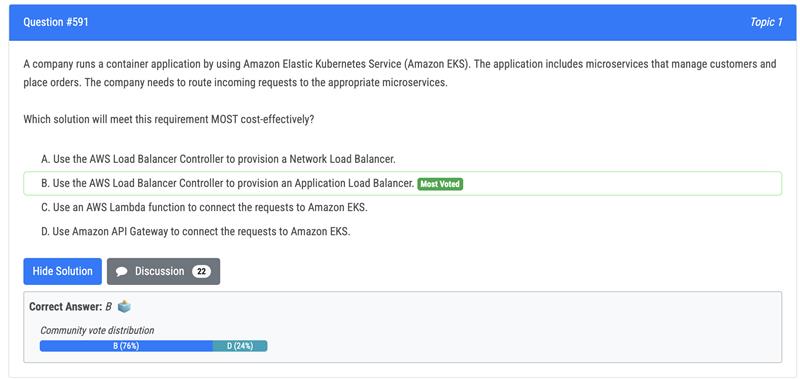 Question #591
Topic 1
A company runs a container application by using Amazon Elastic Kubernetes Service (Amazon EKS). The application includes microservices that manage customers and
place orders. The company needs to route incoming requests to the appropriate microservices.
Which solution will meet this requirement MOST cost-effectively?
A. Use the AWS Load Balancer Controller to provision a Network Load Balancer.
B. Use the AWS Load Balancer Controller to provision an Application Load Balancer. Most Voted
C. Use an AWS Lambda function to connect the requests to Amazon EKS.
D. Use Amazon API Gateway to connect the requests to Amazon EKS.
Hide Solution Discussion 22
Correct Answer: B
Community vote distribution
B (76%) D (24%)